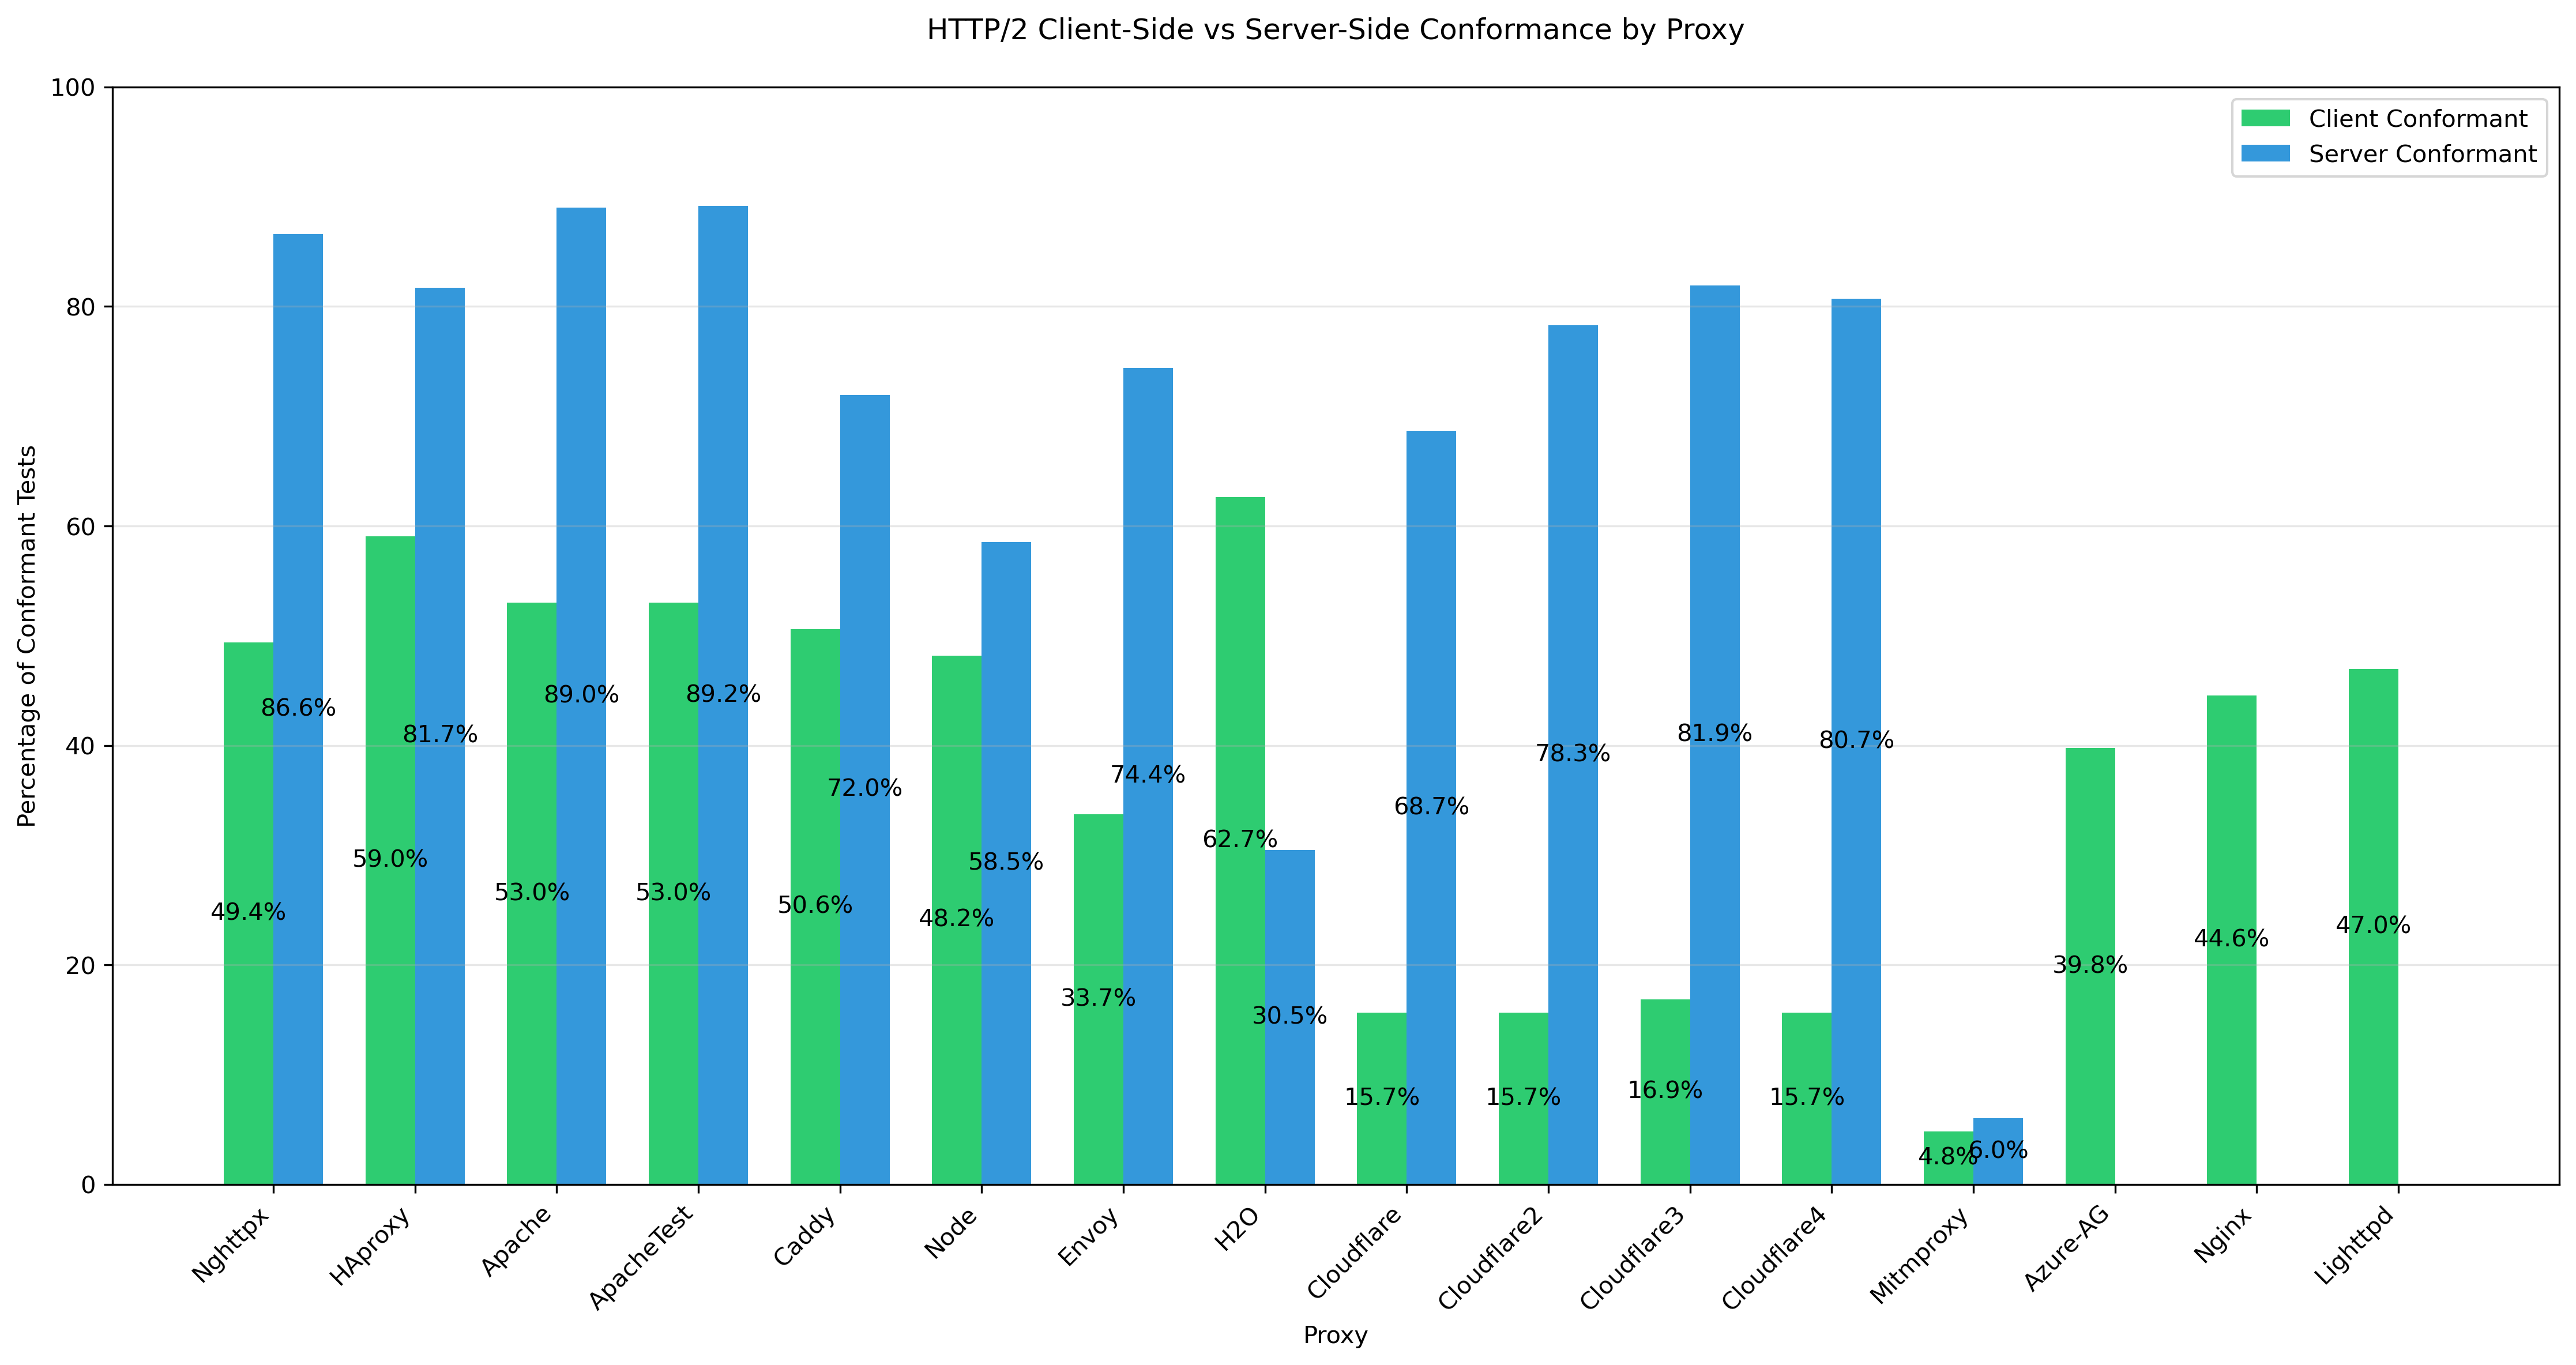 HTTP/2 Client-Side vs Server-Side Conformance by Proxy
Client Conformant
Server Conformant
Percentage of Conformant Tests
100
80
60
40
20
0
49.4%
86.6%
59.0%
81.7%
53.0%
89.0%
53.0%
89.2%
50.6%
72.0%
48.2%
58.5%
33.7%
74.4%
62.7%
30.5%
15.7%
68.7%
15.7%
78.3%
16.9%
81.9%
15.7%
80.7%
4.8%
6.0%
39.8%
44.6%
47.0%
Nghttpx
HAproxy
Apache
ApacheTest
Caddy
Node
Envoy
H2O
Cloudflare
Cloudflare2
Cloudflare3
Cloudflare4
Mitmproxy
Azure-AG
Nginx
Lighttpd
Proxy